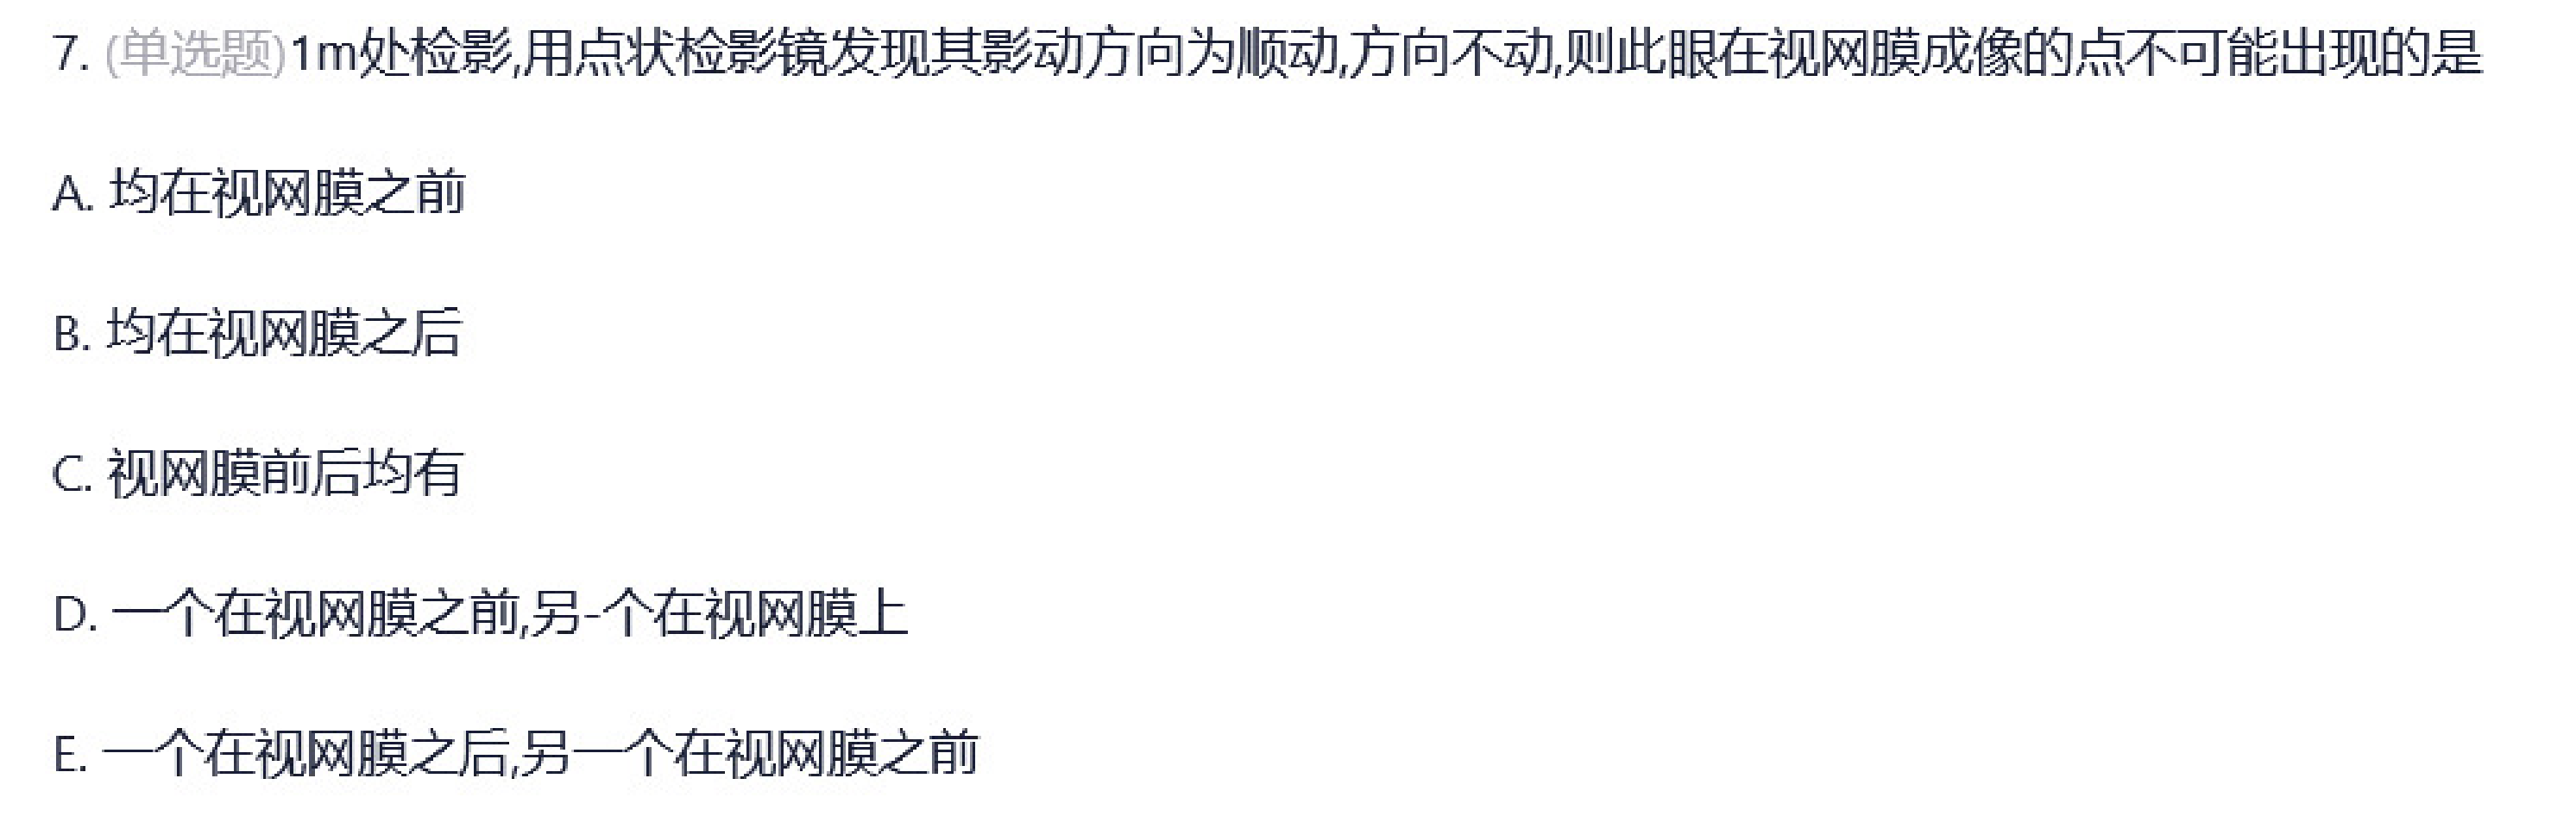 7. (单选题)1m处检影,用点状检影镜发现其影动方向为顺动,方向不动,则此眼在视网膜成像的点不可能出现的是
A. 均在视网膜之前
B. 均在视网膜之后
C. 视网膜前后均有
D. 一个在视网膜之前,另-个在视网膜上
E. 一个在视网膜之后,另一个在视网膜之前